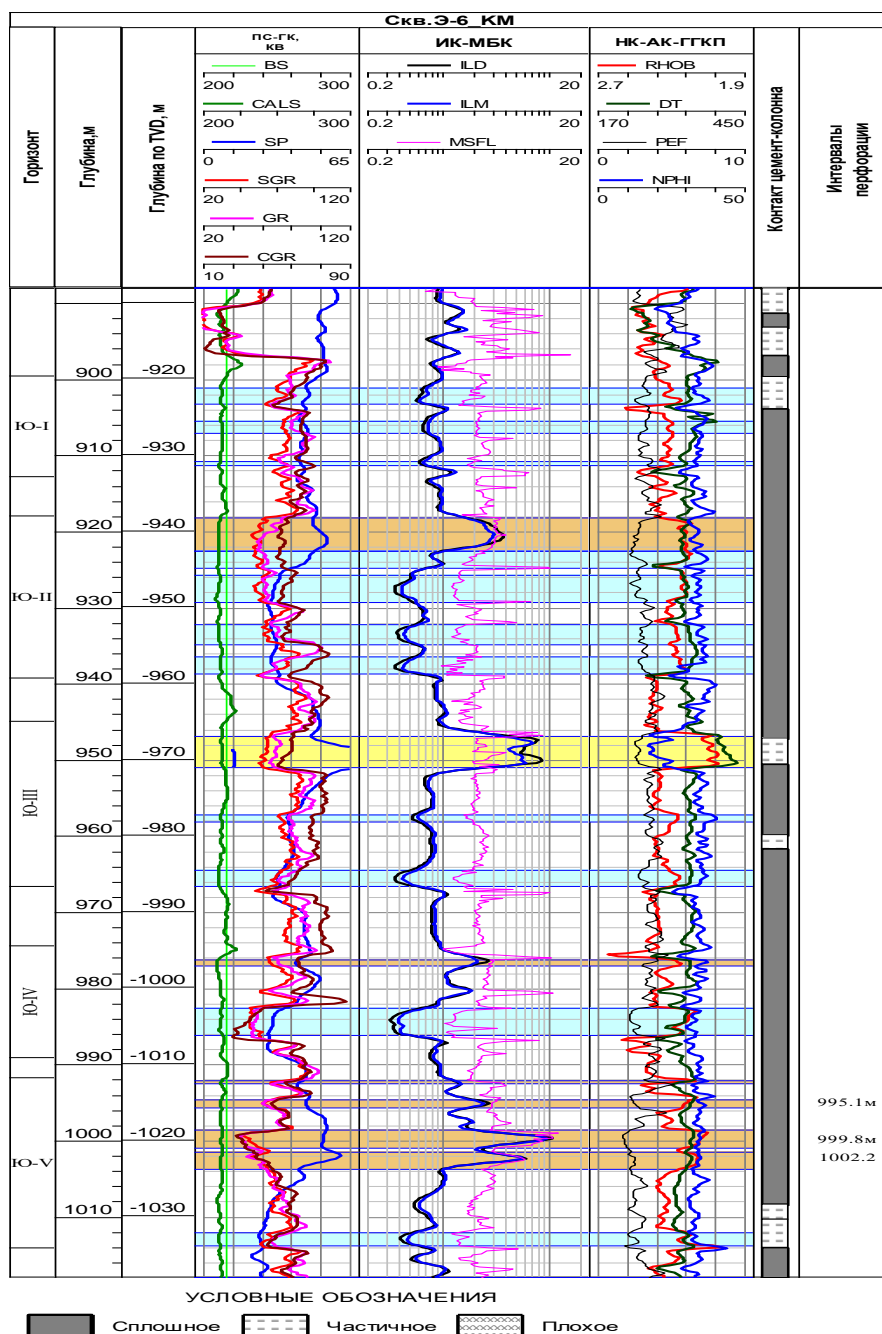 Скв.Э-6_КМ
Горизонт
Глубина,м
Глубина по TVD, м
ПС-ГК,
КВ
ИК-МБК
НК-АК-ГГКП
Контакт цемент-колонна
Интервалы
перфорации
BS
200 300
CALS
200 300
SP
0 65
SGR
20 120
GR
20 120
CGR
10 90
ILD
0.2 20
ILM
0.2 20
MSFL
0.2 20
RHOB
2.7 1.9
DT
170 450
PEF
0 10
NPHI
0 50
900 -920
Ю-I
910 -930
920 -940
Ю-II
930 -950
940 -960
950 -970
Ю-III
960 -980
970 -990
980 -1000
Ю-IV
990 -1010
995.1м
1000 -1020
999.8м
Ю-V
1002.2
1010 -1030
УСЛОВНЫЕ ОБОЗНАЧЕНИЯ
Сплошное Частичное Плохое